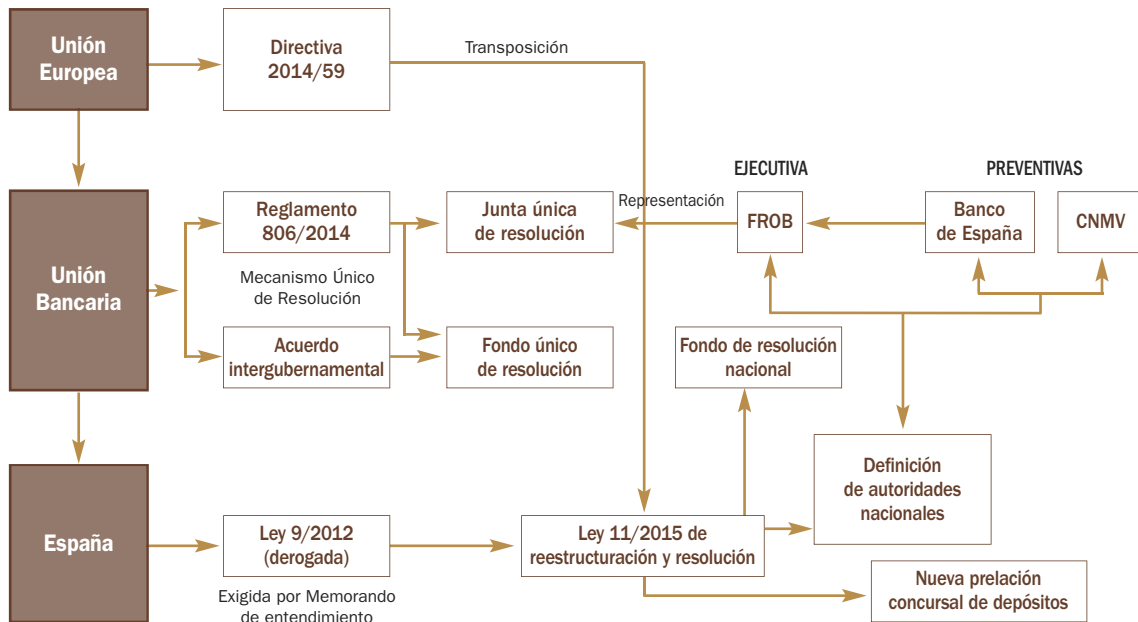 Unión
Europea
Directiva
2014/59
Transposición
EJECUTIVA
PREVENTIVAS
Unión
Bancaria
Reglamento
806/2014
Junta única
de resolución
Representación
FROB
Banco
de España
CNMV
Mecanismo Único
de Resolución
Acuerdo
intergubernamental
Fondo único
de resolución
Fondo de resolución
nacional
Definición
de autoridades
nacionales
España
Ley 9/2012
(derogada)
Ley 11/2015 de
reestructuración y resolución
Exigida por Memorando
de entendimiento
Nueva prelación
concursal de depósitos